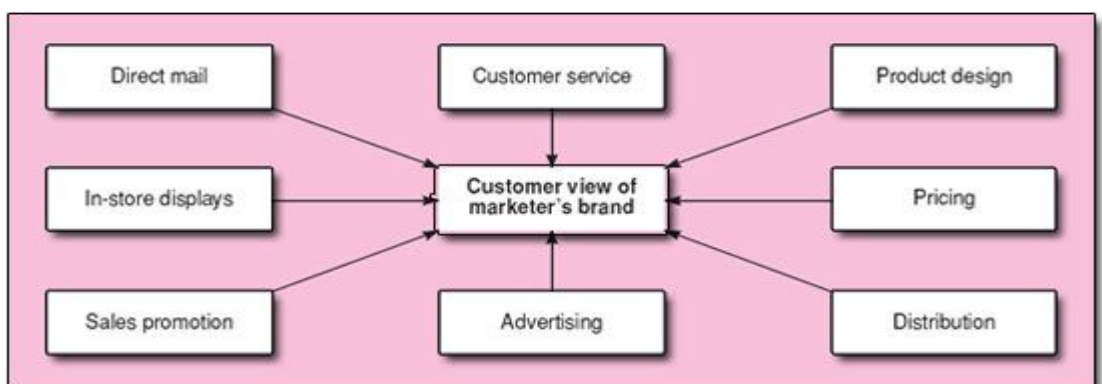 Direct mail
Customer service
Product design
In-store displays
Customer view of
marketer's brand
Pricing
Sales promotion
Advertising
Distribution